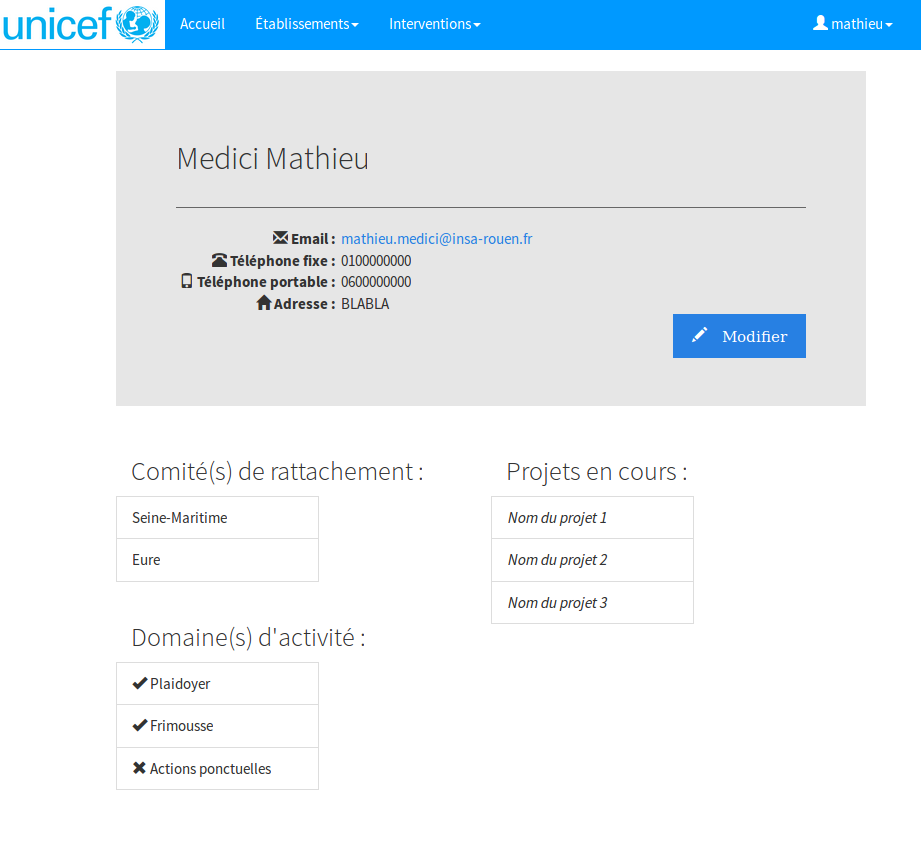 unicef Accueil Établissements Interventions mathieu
Medici Mathieu
Email : mathieu.medici@insa-rouen.fr
Téléphone fixe : 0100000000
Téléphone portable : 0600000000
Adresse : BLABLA
Modifier
Comité(s) de rattachement :
Seine-Maritime
Eure
Domaine(s) d'activité :
Plaidoyer
Frimousse
Actions ponctuelles
Projets en cours :
Nom du projet 1
Nom du projet 2
Nom du projet 3